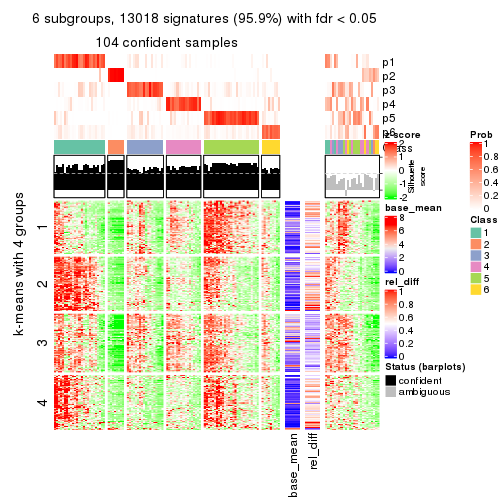 6 subgroups, 13018 signatures (95.9%) with fdr < 0.05
104 confident samples
p1
p2
p3
p4
p5
p6
Class
z-score
2
1
0
-1
-2
Silhouette
score
base_mean
8
6
4
2
0
rel_diff
1
0.8
0.6
0.4
0.2
0
Status (barplots)
confident
ambiguous
Prob
1
0.8
0.6
0.4
0.2
0
Class
1
2
3
4
5
6
k-means with 4 groups
1
2
3
4
base_mean
rel_diff